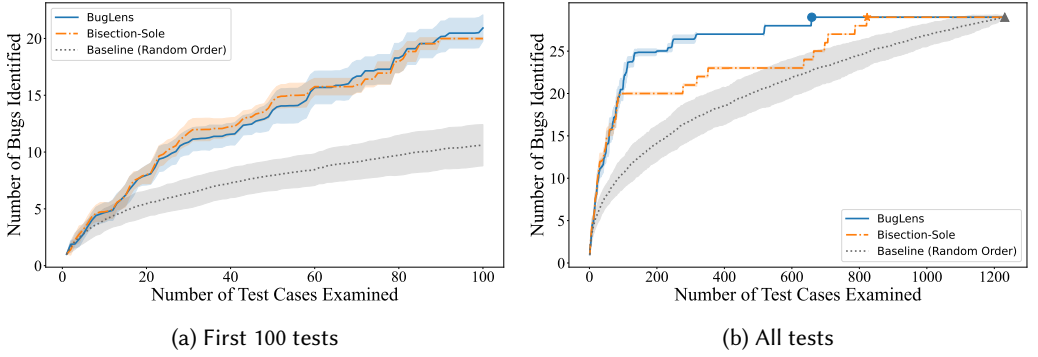 BugLens
Bisection-Sole
Baseline (Random Order)
Number of Bugs Identified
20
15
10
5
0
0
20
40
60
80
100
Number of Test Cases Examined
(a) First 100 tests
Number of Bugs Identified
25
20
15
10
5
0
0
200
400
600
800
1000
1200
BugLens
Bisection-Sole
Baseline (Random Order)
Number of Test Cases Examined
(b) All tests